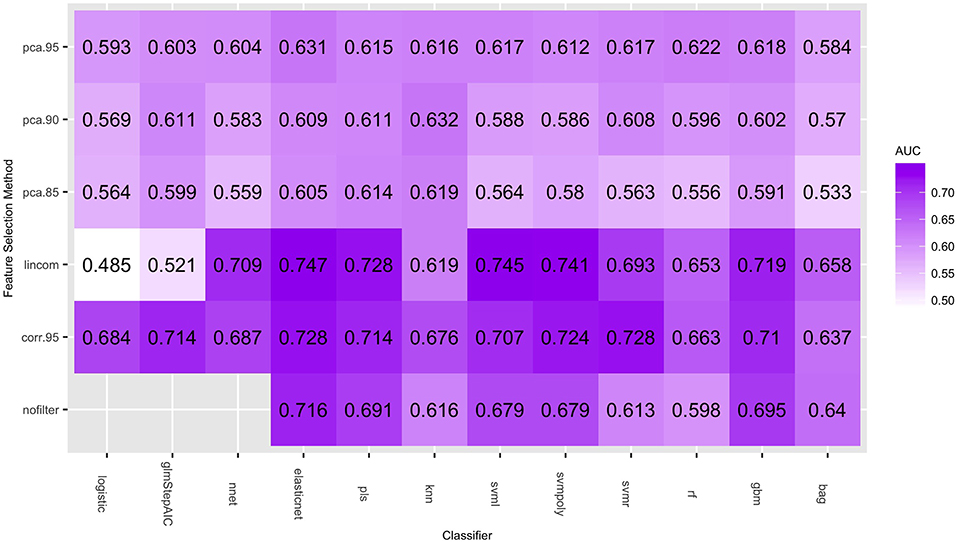 pca.95 0.593 0.603 0.604 0.631 0.615 0.616 0.617 0.612 0.617 0.622 0.618 0.584
pca.90 0.569 0.611 0.583 0.609 0.611 0.632 0.588 0.586 0.608 0.596 0.602 0.57
pca.85 0.564 0.599 0.559 0.605 0.614 0.619 0.564 0.58 0.563 0.556 0.591 0.533
lincom 0.485 0.521 0.709 0.747 0.728 0.619 0.745 0.741 0.693 0.653 0.719 0.658
corr.95 0.684 0.714 0.687 0.728 0.714 0.676 0.707 0.724 0.728 0.663 0.71 0.637
nofilter 0.716 0.691 0.616 0.679 0.679 0.613 0.598 0.695 0.64
logistic glmStepAIC nnet elasticnet pls knn svml svmpoly svmr rf gbm bag
Classifier
Feature Selection Method
AUC
0.70
0.65
0.60
0.55
0.50